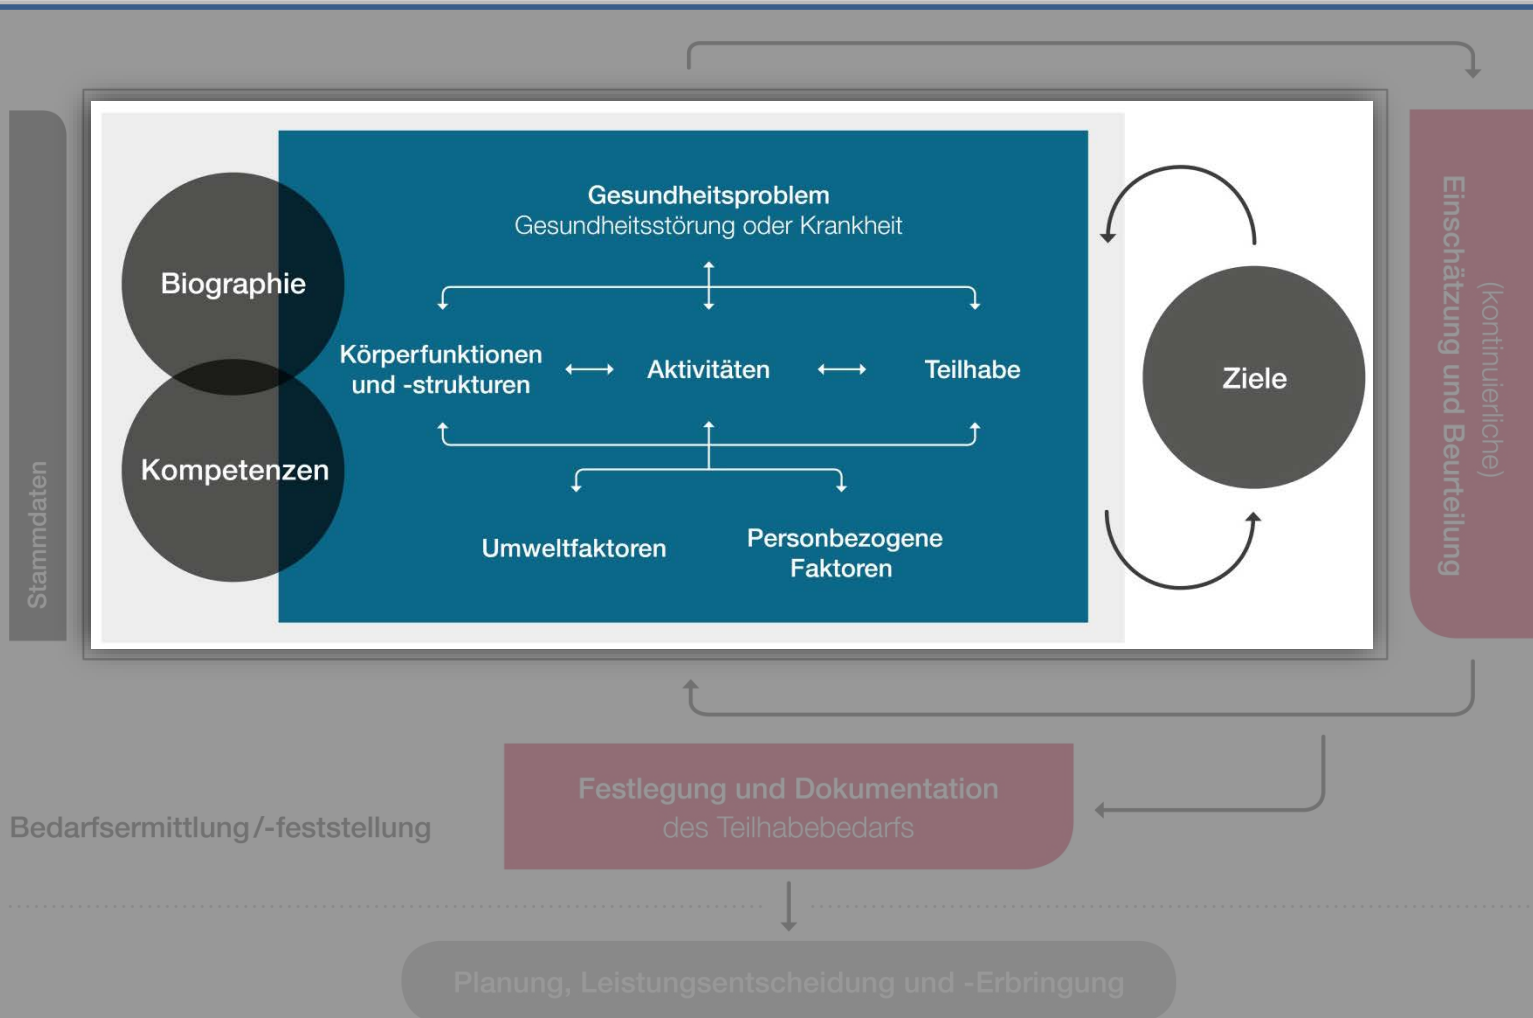 Stammdaten
Biographie
Kompetenzen
Gesundheitsproblem
Gesundheitsstörung oder Krankheit
Körperfunktionen
und -strukturen
Aktivitäten
Teilhabe
Umweltfaktoren
Personbezogene
Faktoren
Ziele
(kontinuierliche)
Einschätzung und Beurteilung
Festlegung und Dokumentation
des Teilhabebedarfs
Bedarfsermittlung/-feststellung
Planung, Leistungsentscheidung und -Erbringung